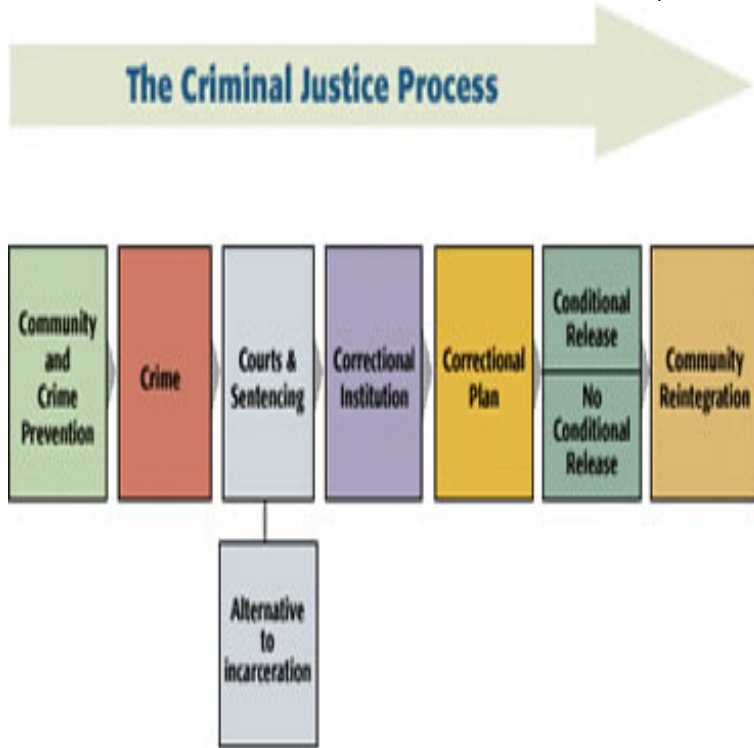 The Criminal Justice Process
Community
and
Crime
Prevention
Crime
Courts &
Sentencing
Correctional
Institution
Correctional
Plan
Conditional
Release
No
Conditional
Release
Community
Reintegration
Alternative
to
incarceration